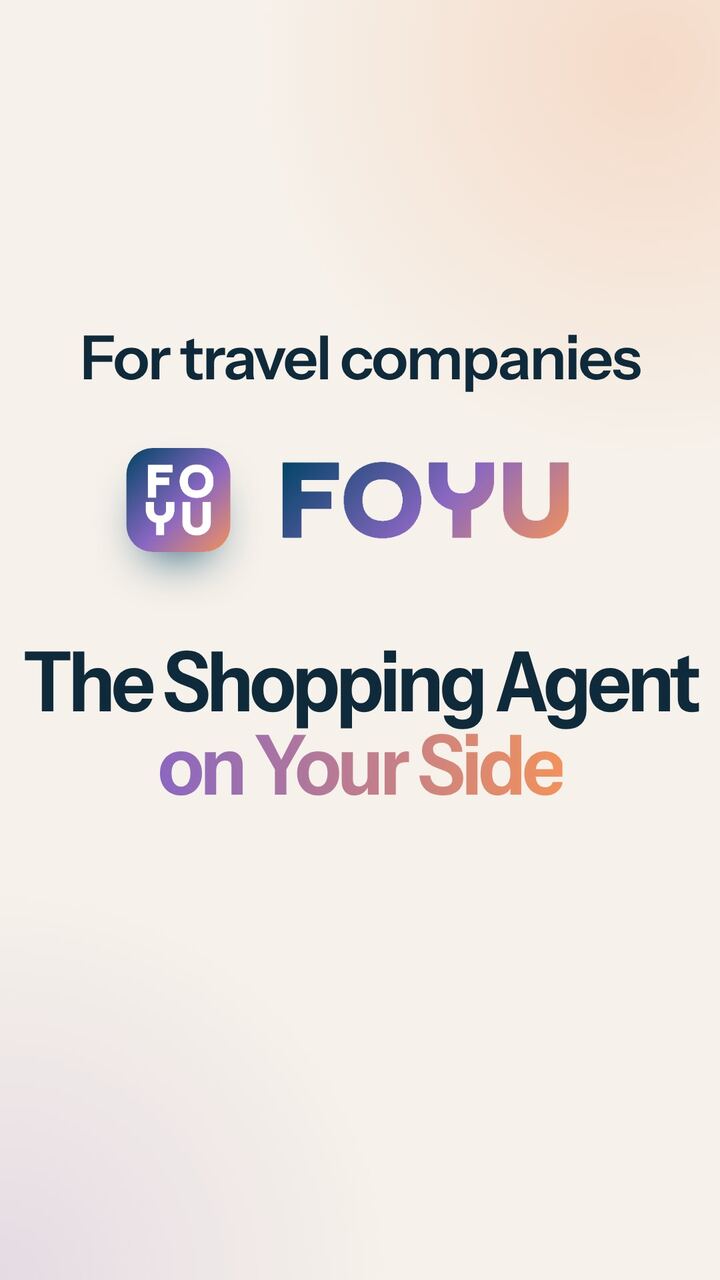 For travel companies
FO
YU
FOYU
The Shopping Agent
on Your Side